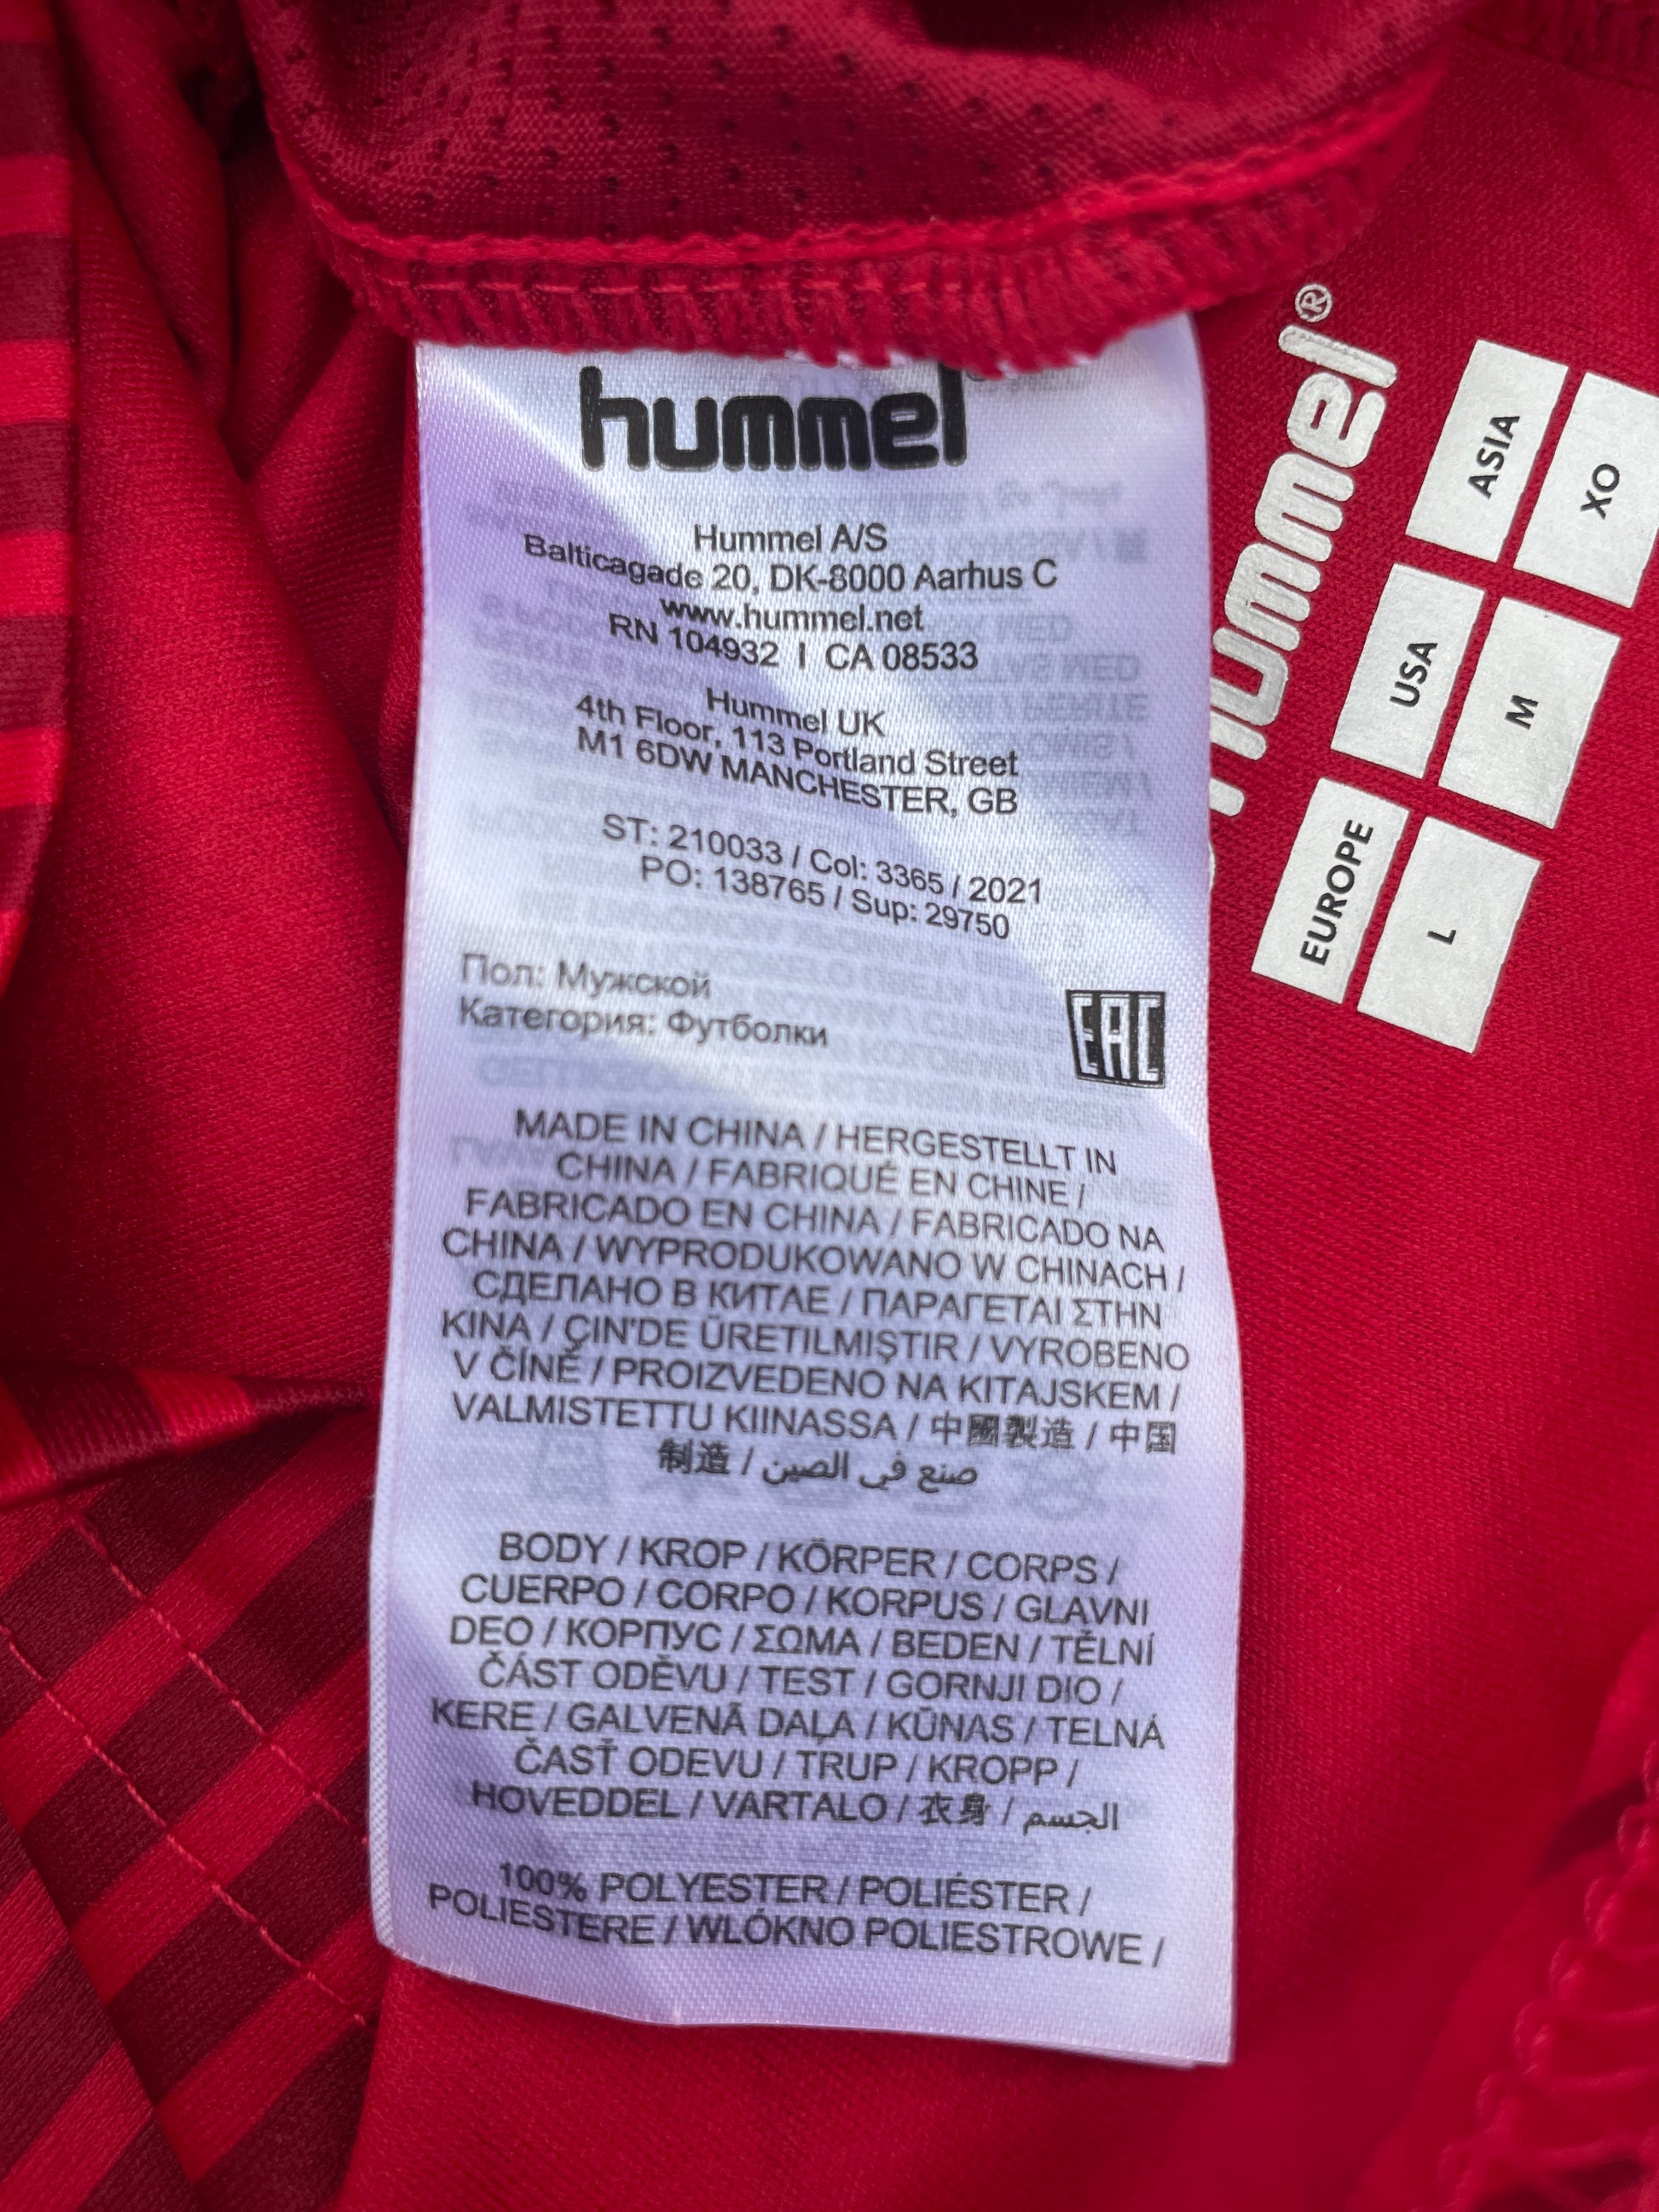 hummel
Hummel A/S
Balticagade 20, DK-8000 Aarhus C
www.hummel.net
RN 104932 | CA 08533
Hummel UK
4th Floor, 113 Portland Street
M1 6DW MANCHESTER, GB
ST: 210033 / Col: 3365 / 2021
PO: 138765 / Sup: 29750
Пол: Мужской
Категория: Футболки
EAC
MADE IN CHINA / HERGESTELLT IN
CHINA / FABRIQUÉ EN CHINE /
FABRICADO EN CHINA / FABRICADO NA
CHINA / WYPRODUKOWANO W CHINACH /
СДЕЛАНО В КИТАЕ / ΠΑΡΑΓΕΤΑΙ ΣΤΗΝ
ΚΙΝΑ / ÇIN'DE ÜRETILMIŞTIR / VYROBENO
V ČÍNĚ / PROIZVEDENO NA KITAJSKEM /
VALMISTETTU KIINASSA / 中國製造 / 中国
制造 / صنع في الصين
BODY / KROP / KÖRPER / CORPS /
CUERPO / CORPO / KORPUS / GLAVNI
DEO / КОРПУС / ΣΩΜΑ / BEDEN / TĚLNÍ
ČÁST ODĚVU / TEST / GORNJI DIO /
KERE / GALVENĀ DAĻA / KŪNAS / TELNÁ
ČASŤ ODEVU / TRUP / KROPP /
HOVEDDEL / VARTALO / 衣身 / الجسم
100% POLYESTER / POLIÉSTER /
POLIESTERE / WLÓKNO POLIESTROWE /
hummel®
EUROPE USA ASIA
L M XO